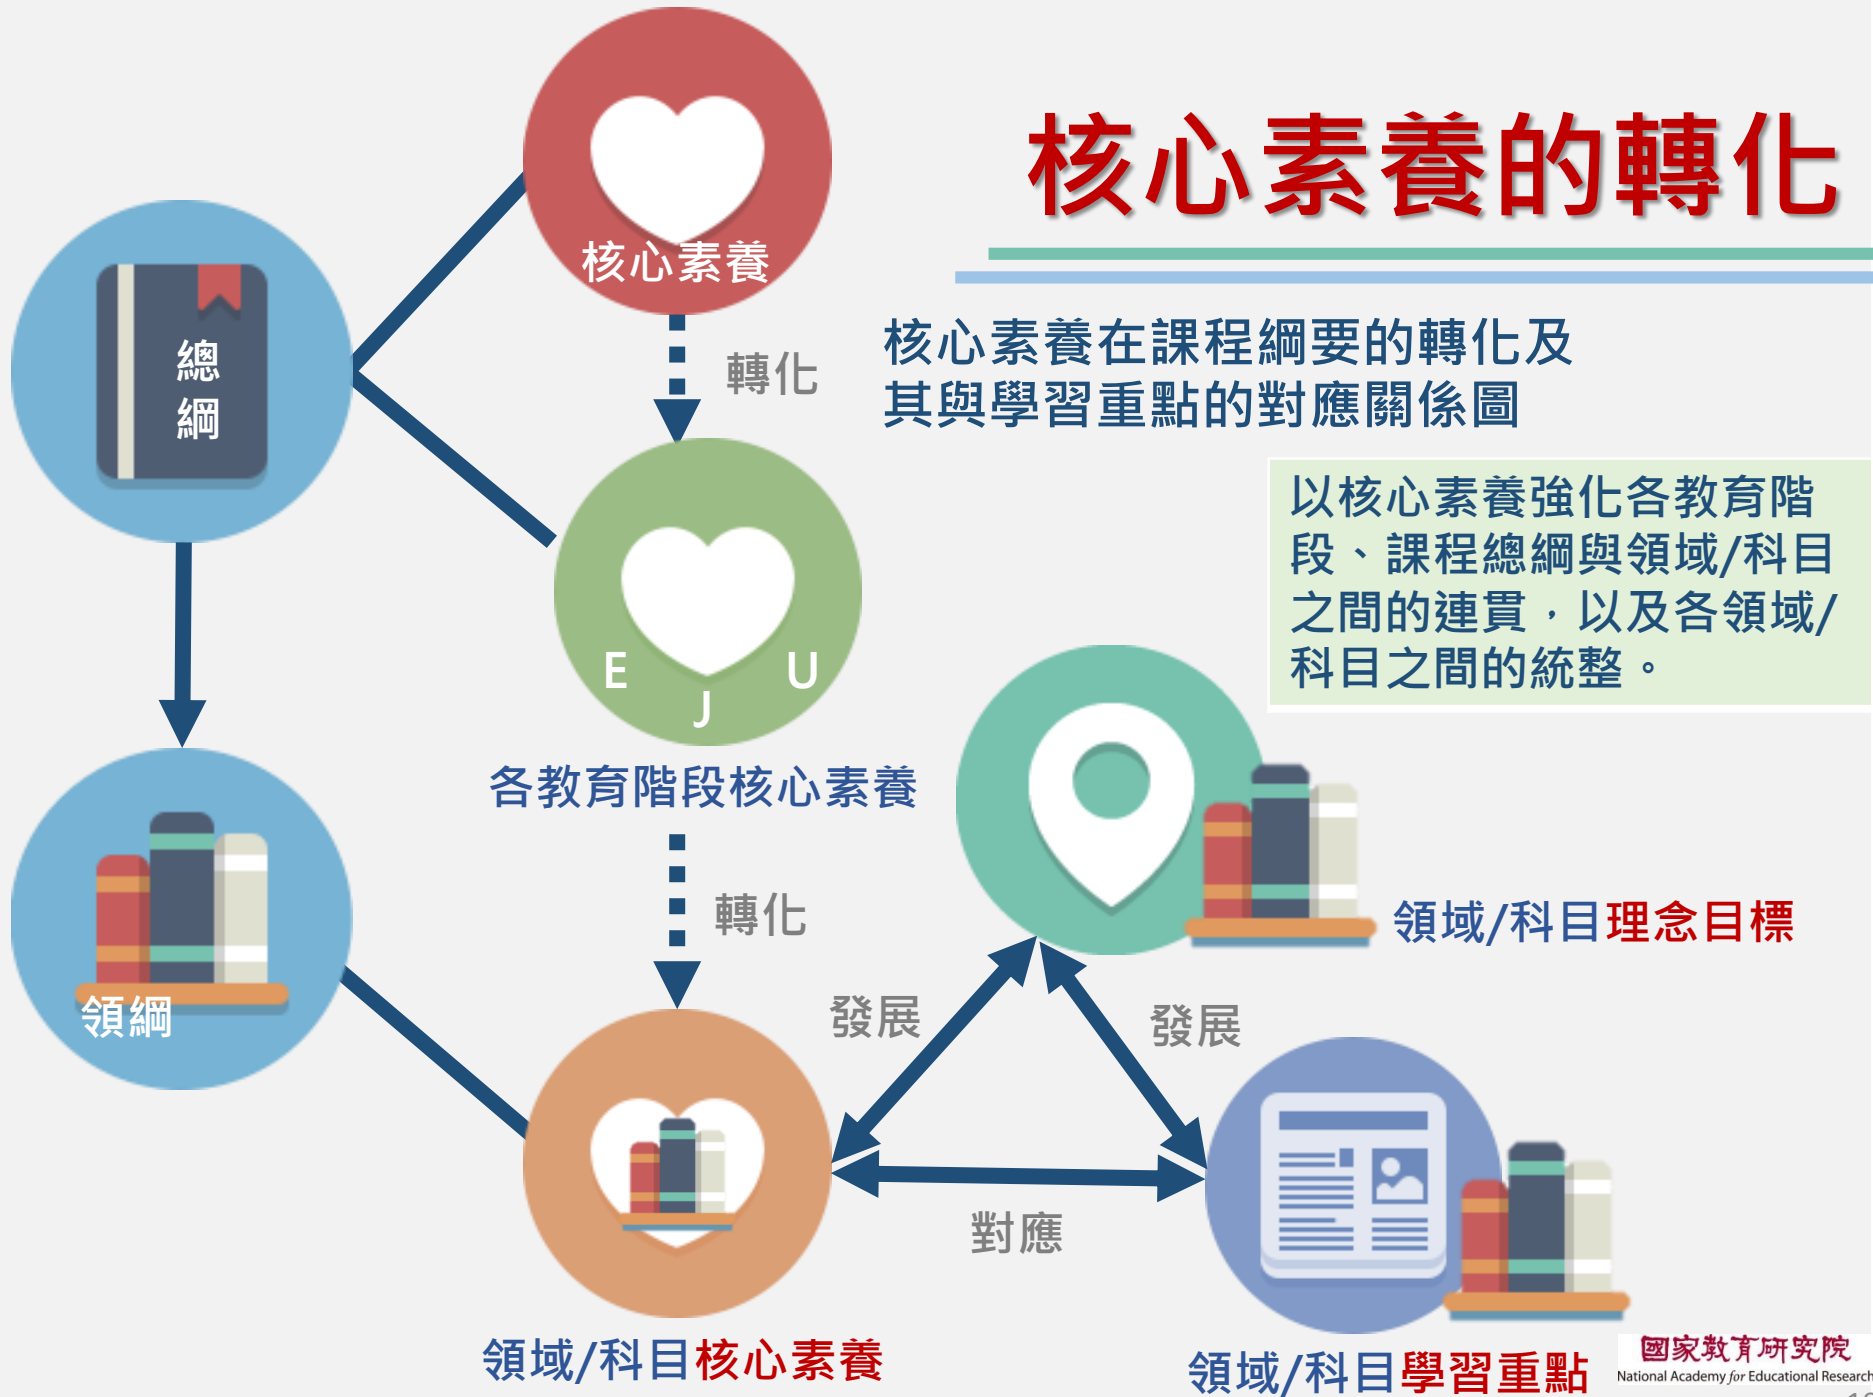 核心素養的轉化
核心素養在課程綱要的轉化及
其與學習重點的對應關係圖
以核心素養強化各教育階
段、課程總綱與領域/科目
之間的連貫，以及各領域/
科目之間的統整。
核心素養
總
綱
轉化
E
J
U
各教育階段核心素養
轉化
領綱
領域/科目理念目標
發展
發展
對應
領域/科目核心素養
領域/科目學習重點
國家教育研究院
National Academy for Educational Research